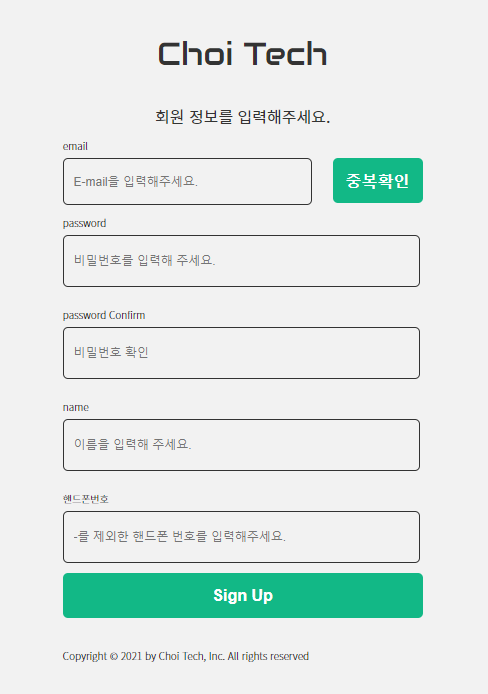 Choi Tech
회원 정보를 입력해주세요.
email
E-mail을 입력해주세요.
중복확인
password
비밀번호를 입력해 주세요.
password Confirm
비밀번호 확인
name
이름을 입력해 주세요.
핸드폰번호
-를 제외한 핸드폰 번호를 입력해주세요.
Sign Up
Copyright © 2021 by Choi Tech, Inc. All rights reserved